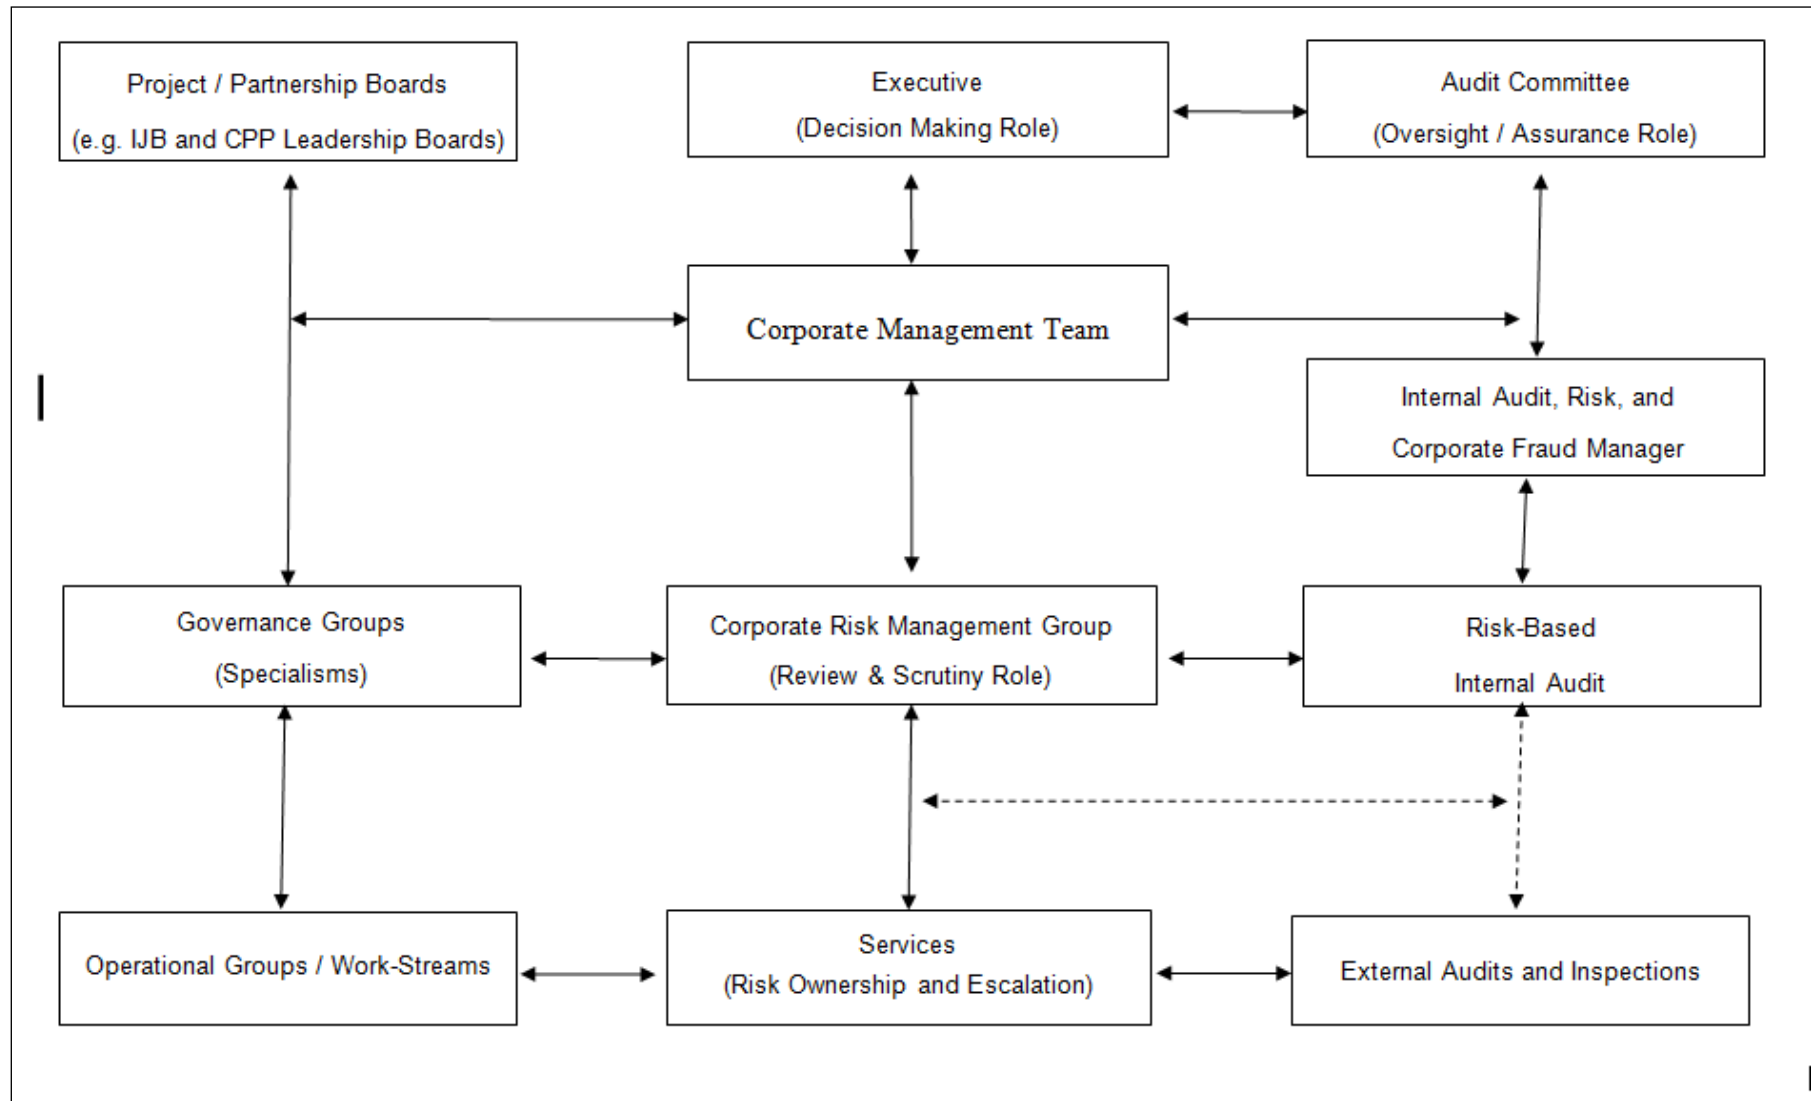 Project / Partnership Boards
(e.g. IJB and CPP Leadership Boards)
Executive
(Decision Making Role)
Audit Committee
(Oversight / Assurance Role)
Corporate Management Team
Internal Audit, Risk, and
Corporate Fraud Manager
Governance Groups
(Specialisms)
Corporate Risk Management Group
(Review & Scrutiny Role)
Risk-Based
Internal Audit
Operational Groups / Work-Streams
Services
(Risk Ownership and Escalation)
External Audits and Inspections